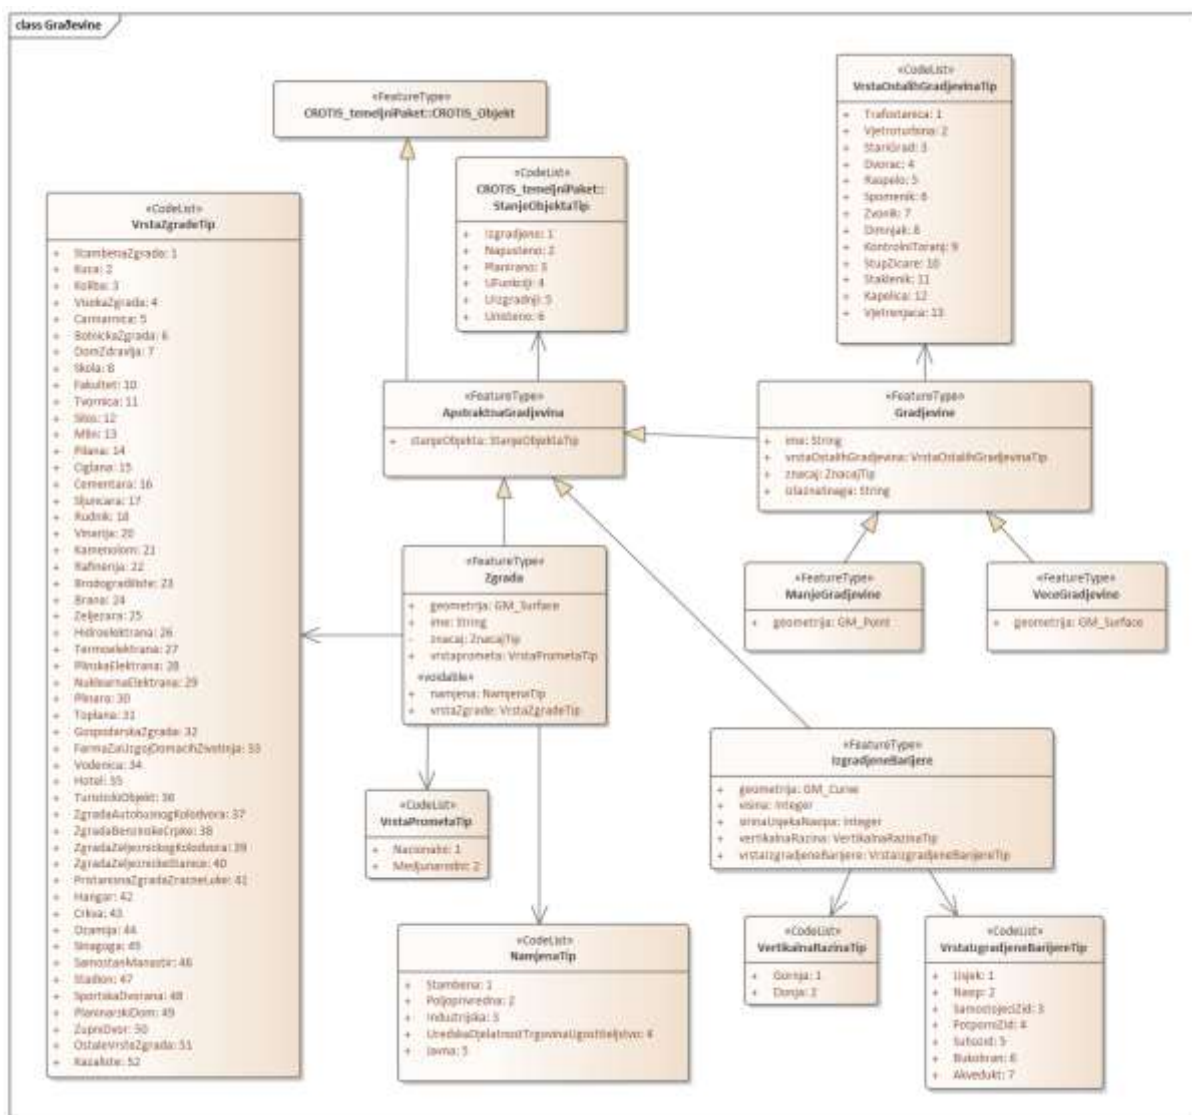 class Građevine
«FeatureType»
CROTIS_temeljniPaket::CROTIS_Objekt
«CodeList»
VrstaOstalihGradjevinaTip
+ Trafostanica: 1
+ Vjetroturbina: 2
+ StariGrad: 3
+ Dvorac: 4
+ Raspelo: 5
+ Spomenik: 6
+ Zvonik: 7
+ Dimnjak: 8
+ KontrolniToranj: 9
+ StupZicare: 10
+ Staklenik: 11
+ Kapelica: 12
+ Vjetrenjaca: 13
«CodeList»
CROTIS_temeljniPaket::
StanjeObjektaTip
+ Izgradjeno: 1
+ Napusteno: 2
+ Planirano: 3
+ UFunkciji: 4
+ UIzgradnji: 5
+ Unisteno: 6
«CodeList»
VrstaZgradeTip
+ StambenaZgrada: 1
+ Kuca: 2
+ Koliba: 3
+ VisokaZgrada: 4
+ Carinarnica: 5
+ BolnickaZgrada: 6
+ DomZdravlja: 7
+ Skola: 8
+ Fakultet: 10
+ Tvornica: 11
+ Silos: 12
+ Mlin: 13
+ Pilana: 14
+ Ciglana: 15
+ Cementara: 16
+ Sljuncara: 17
+ Rudnik: 18
+ Vinarija: 20
+ Kamenolom: 21
+ Rafinerija: 22
+ Brodogradiliste: 23
+ Brana: 24
+ Zeljezara: 25
+ Hidroelektrana: 26
+ Termoelektrana: 27
+ PlinskaElektrana: 28
+ NuklearnaElektrana: 29
+ Plinara: 30
+ Toplana: 31
+ GospodarskaZgrada: 32
+ FarmaZaUzgojDomacihZivotinja: 33
+ Vodenica: 34
+ Hotel: 35
+ TuristickiObjekt: 36
+ ZgradaAutobusnogKolodvora: 37
+ ZgradaBenzinskeCrpke: 38
+ ZgradaZeljeznickogKolodvora: 39
+ ZgradaZeljeznickeStanice: 40
+ PristanisnaZgradaZracneLuke: 41
+ Hangar: 42
+ Crkva: 43
+ Dzamija: 44
+ Sinagoga: 45
+ SamostanManastir: 46
+ Stadion: 47
+ SportskaDvorana: 48
+ PlaninarskiDom: 49
+ ZupniDvor: 50
+ OstaleVrsteZgrada: 51
+ Kazaliste: 52
«FeatureType»
ApstraktnaGradjevina
+ stanjeObjekta: StanjeObjektaTip
«FeatureType»
Gradjevine
+ ime: String
+ vrstaOstalihGradjevina: VrstaOstalihGradjevinaTip
+ znacaj: ZnacajTip
+ izlaznaSnaga: String
«FeatureType»
Zgrada
+ geometrija: GM_Surface
+ ime: String
- znacaj: ZnacajTip
+ vrstaprometa: VrstaPrometaTip
«voidable»
+ namjena: NamjenaTip
+ vrstaZgrade: VrstaZgradeTip
«FeatureType»
ManjeGradjevine
+ geometrija: GM_Point
«FeatureType»
VeceGradjevine
+ geometrija: GM_Surface
«FeatureType»
IzgradjeneBarijere
+ geometrija: GM_Curve
+ visina: Integer
+ sirinaUsjekaNasipa: Integer
+ vertikalnaRazina: VertikalnaRazinaTip
+ vrstaIzgradjeneBarijere: VrstaIzgradjeneBarijereTip
«CodeList»
VrstaPrometaTip
+ Nacionalni: 1
+ Medjunarodni: 2
«CodeList»
NamjenaTip
+ Stambena: 1
+ Poljoprivredna: 2
+ Industrijska: 3
+ UredskaDjelatnostTrgovinaUgostiteljstvo: 4
+ Javna: 5
«CodeList»
VertikalnaRazinaTip
+ Gornja: 1
+ Donja: 2
«CodeList»
VrstaIzgradjeneBarijereTip
+ Usjek: 1
+ Nasip: 2
+ SamostojeciZid: 3
+ PotporniZid: 4
+ Suhozid: 5
+ Bukobran: 6
+ Akvedukt: 7